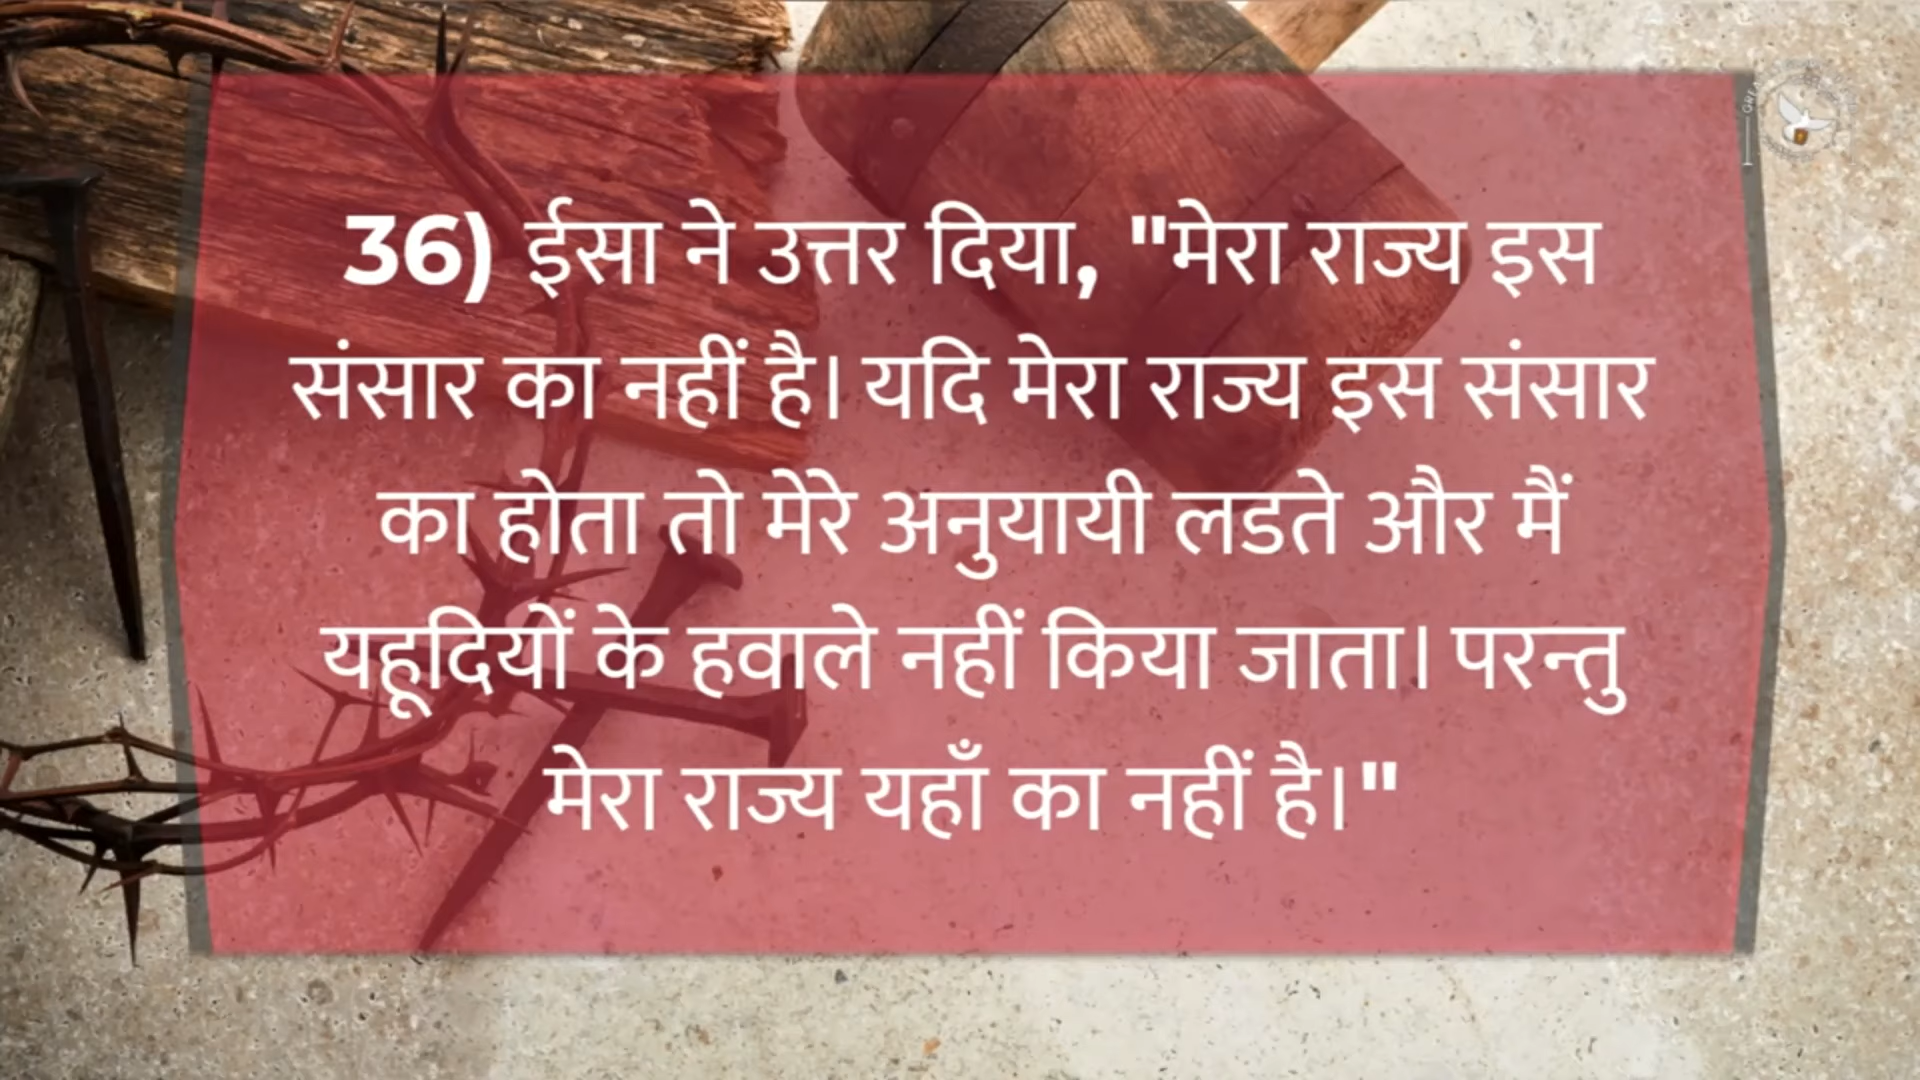 36) ईसा ने उत्तर दिया, "मेरा राज्य इस
संसार का नहीं है। यदि मेरा राज्य इस संसार
का होता तो मेरे अनुयायी लडते और मैं
यहूदियों के हवाले नहीं किया जाता। परन्तु
मेरा राज्य यहाँ का नहीं है।"